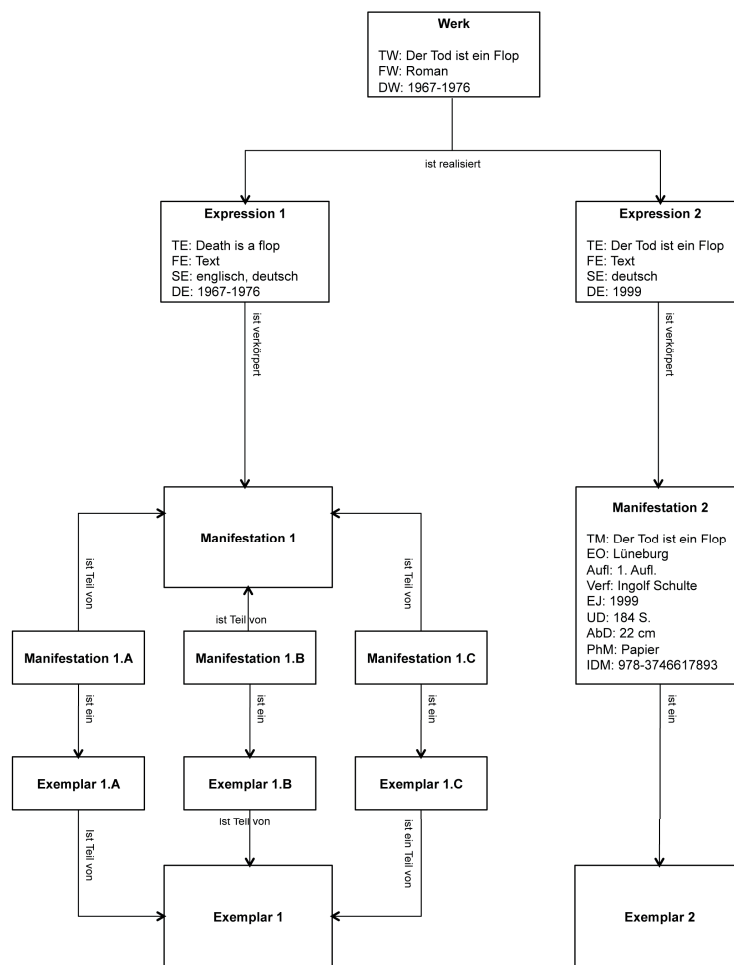 Werk
TW: Der Tod ist ein Flop
FW: Roman
DW: 1967-1976
ist realisiert
Expression 1
TE: Death is a flop
FE: Text
SE: englisch, deutsch
DE: 1967-1976
Expression 2
TE: Der Tod ist ein Flop
FE: Text
SE: deutsch
DE: 1999
ist verkörpert
ist verkörpert
Manifestation 1
Manifestation 2
TM: Der Tod ist ein Flop
EO: Lüneburg
Aufl: 1. Aufl.
Verf: Ingolf Schulte
EJ: 1999
UD: 184 S.
AbD: 22 cm
PhM: Papier
IDM: 978-3746617893
ist Teil von
ist Teil von
ist Teil von
Manifestation 1.A
Manifestation 1.B
Manifestation 1.C
ist ein
ist ein
ist ein
ist ein
Exemplar 1.A
Exemplar 1.B
Exemplar 1.C
Ist Teil von
ist Teil von
ist ein Teil von
Exemplar 1
Exemplar 2